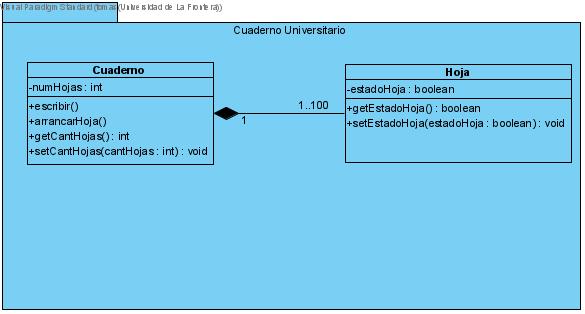 Visual Paradigm Standard(tomas(Universidad de La Frontera))
Cuaderno Universitario
Cuaderno
-numHojas : int
+escribir()
+arrancarHoja()
+getCantHojas() : int
+setCantHojas(cantHojas : int) : void
1
1..100
Hoja
-estadoHoja : boolean
+getEstadoHoja() : boolean
+setEstadoHoja(estadoHoja : boolean) : void